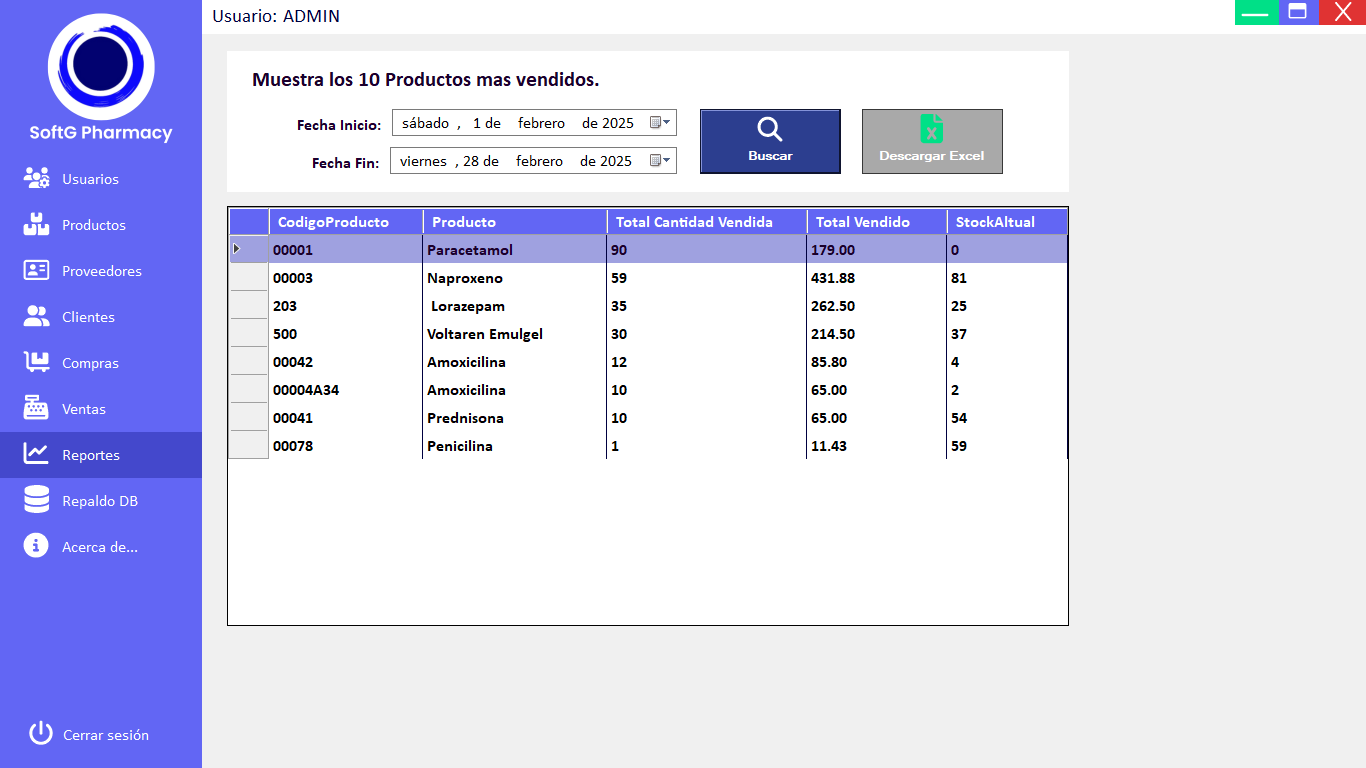 Usuario: ADMIN
SoftG Pharmacy
Usuarios
Productos
Proveedores
Clientes
Compras
Ventas
Reportes
Repaldo DB
Acerca de...
Cerrar sesión
Muestra los 10 Productos mas vendidos.
Fecha Inicio: sábado , 1 de febrero de 2025
Fecha Fin: viernes , 28 de febrero de 2025
Buscar
Descargar Excel
CodigoProducto Producto Total Cantidad Vendida Total Vendido StockAltual
00001 Paracetamol 90 179.00 0
00003 Naproxeno 59 431.88 81
203 Lorazepam 35 262.50 25
500 Voltaren Emulgel 30 214.50 37
00042 Amoxicilina 12 85.80 4
00004A34 Amoxicilina 10 65.00 2
00041 Prednisona 10 65.00 54
00078 Penicilina 1 11.43 59